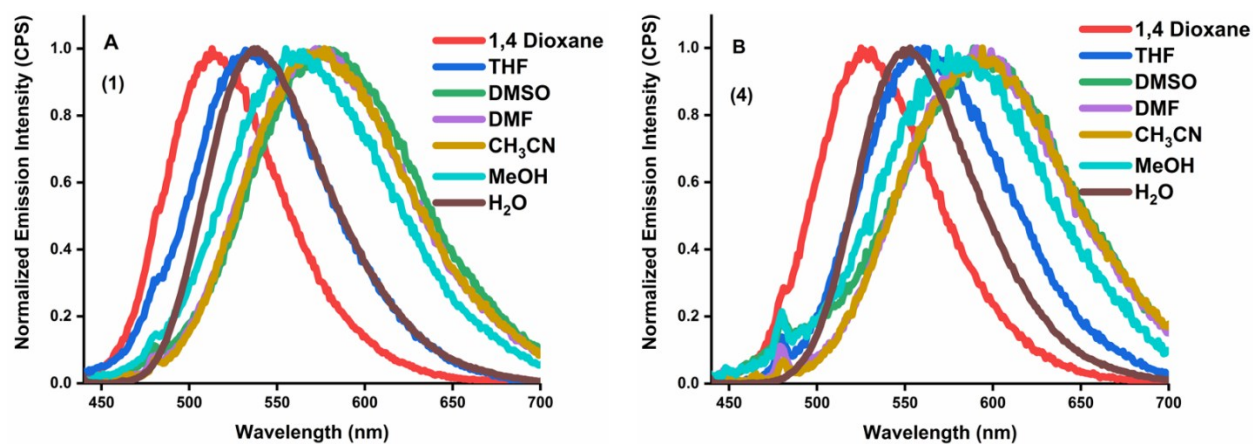 Normalized Emission Intensity (CPS)
1.0
0.8
0.6
0.4
0.2
0.0
A
(1)
1,4 Dioxane
THF
DMSO
DMF
CH₃CN
MeOH
H₂O
450 500 550 600 650 700
Wavelength (nm)
Normalized Emission Intensity (CPS)
1.0
0.8
0.6
0.4
0.2
0.0
B
(4)
1,4 Dioxane
THF
DMSO
DMF
CH₃CN
MeOH
H₂O
450 500 550 600 650 700
Wavelength (nm)